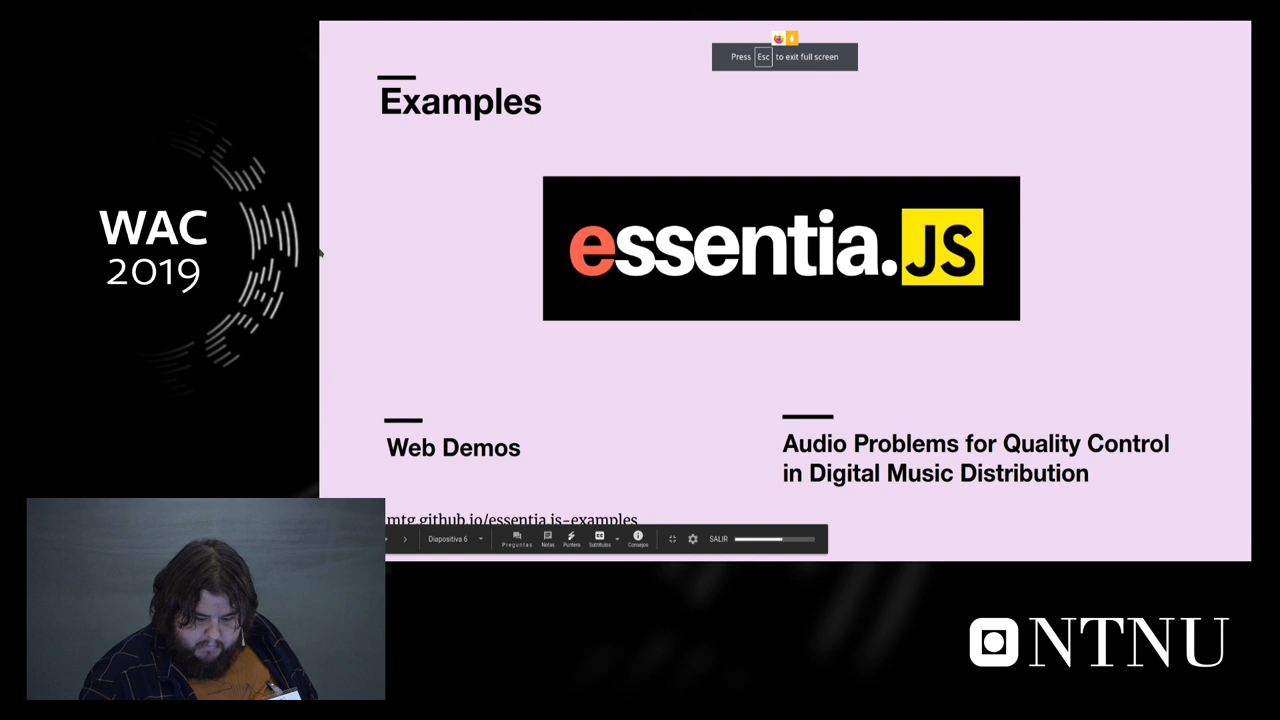 Press Esc to exit full screen
Examples
WAC
2019
essentia.JS
Web Demos
Audio Problems for Quality Control
in Digital Music Distribution
mtg.github.io/essentia.js-examples
Diapositiva 6
Preguntas
Notas
Puntero
Subtítulos
Consejos
SALIR
NTNU